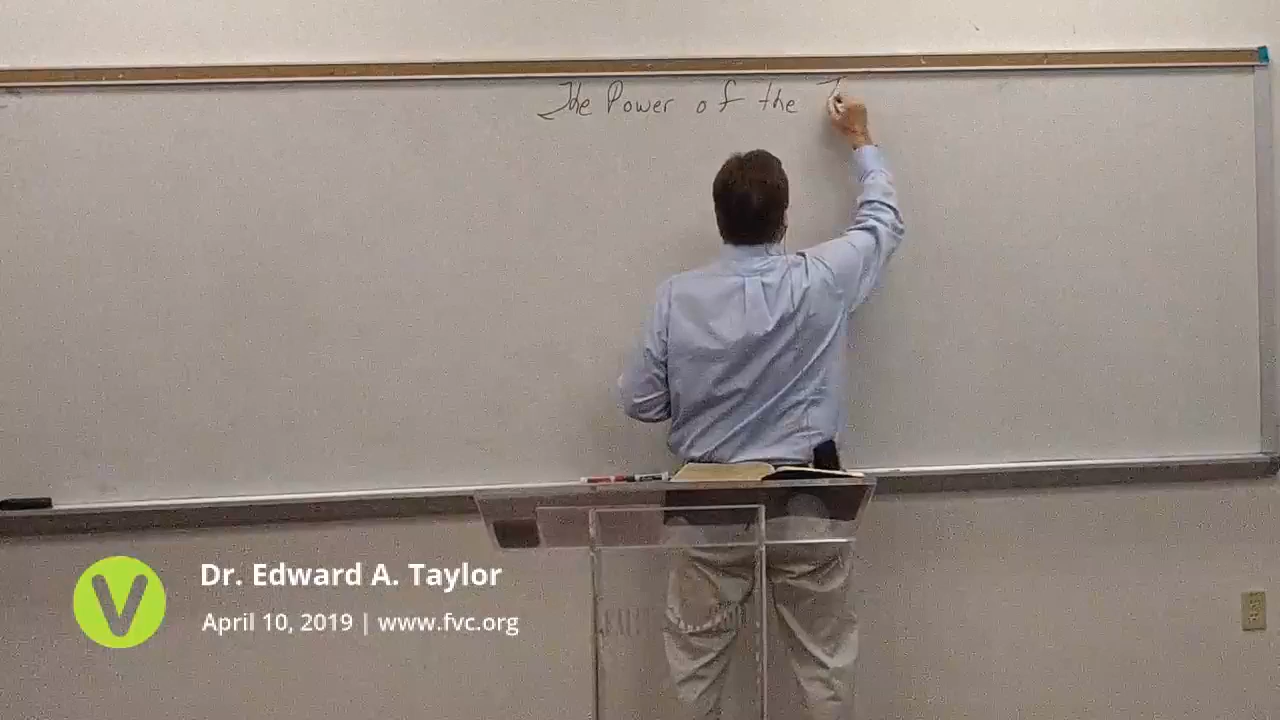 The Power of the
V
Dr. Edward A. Taylor
April 10, 2019 | www.fvc.org